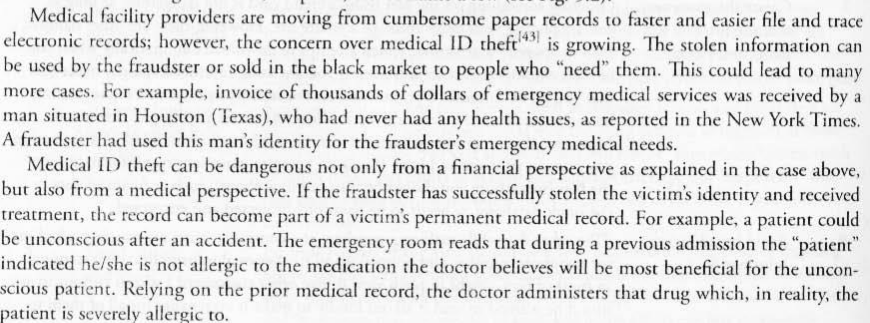 Medical facility providers are moving from cumbersome paper records to faster and easier file and trace
electronic records; however, the concern over medical ID theft[43] is growing. The stolen information can
be used by the fraudster or sold in the black market to people who “need” them. This could lead to many
more cases. For example, invoice of thousands of dollars of emergency medical services was received by a
man situated in Houston (Texas), who had never had any health issues, as reported in the New York Times.
A fraudster had used this man's identity for the fraudster's emergency medical needs.
Medical ID theft can be dangerous not only from a financial perspective as explained in the case above,
but also from a medical perspective. If the fraudster has successfully stolen the victim's identity and received
treatment, the record can become part of a victim's permanent medical record. For example, a patient could
be unconscious after an accident. The emergency room reads that during a previous admission the “patient”
indicated he/she is not allergic to the medication the doctor believes will be most beneficial for the uncon-
scious patient. Relying on the prior medical record, the doctor administers that drug which, in reality, the
patient is severely allergic to.